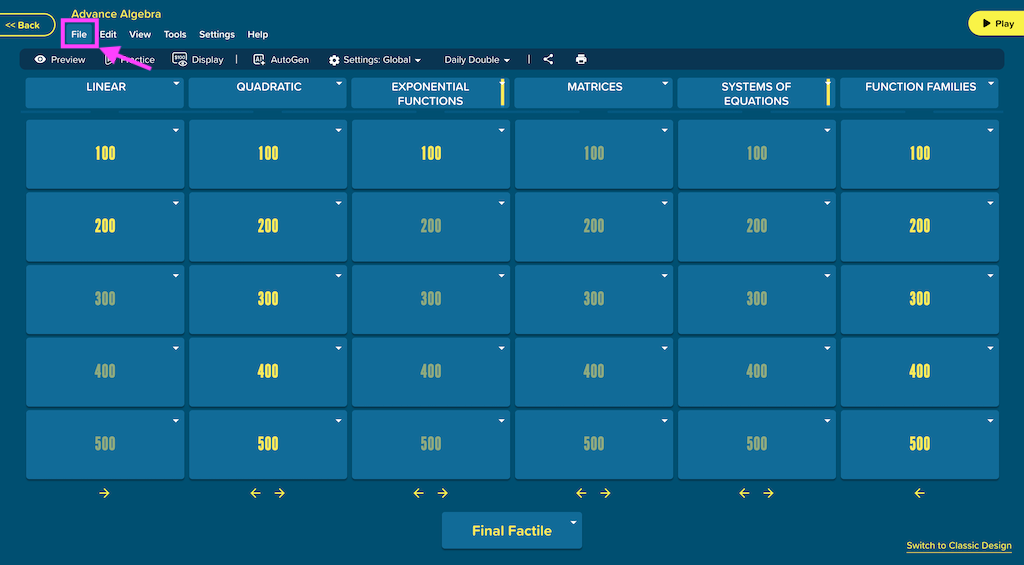 Advance Algebra
<< Back
Play
File Edit View Tools Settings Help
Preview Practice Display | AutoGen Settings: Global Daily Double |
LINEAR QUADRATIC EXPONENTIAL FUNCTIONS MATRICES SYSTEMS OF EQUATIONS FUNCTION FAMILIES
100 100 100 100 100 100
200 200 200 200 200 200
300 300 300 300 300 300
400 400 400 400 400 400
500 500 500 500 500 500
Final Factile
Switch to Classic Design